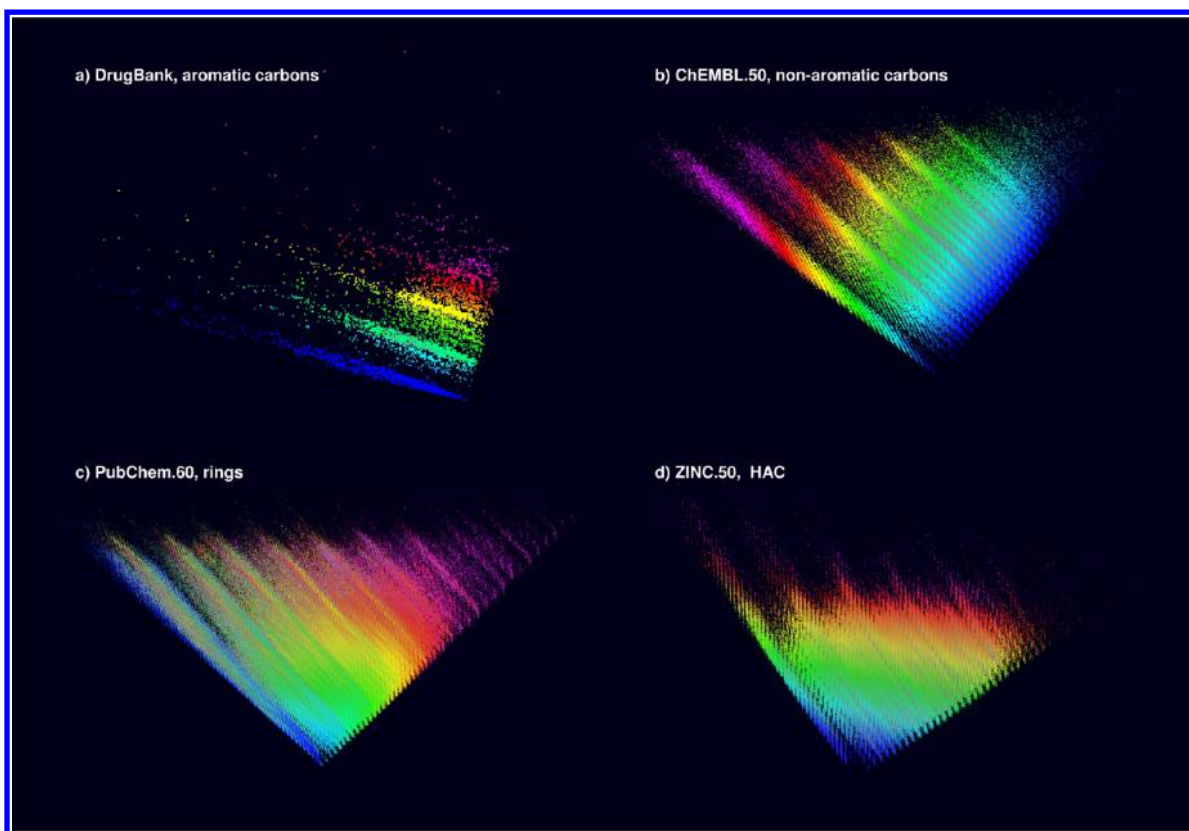 a) DrugBank, aromatic carbons
b) ChEMBL.50, non-aromatic carbons
c) PubChem.60, rings
d) ZINC.50, HAC